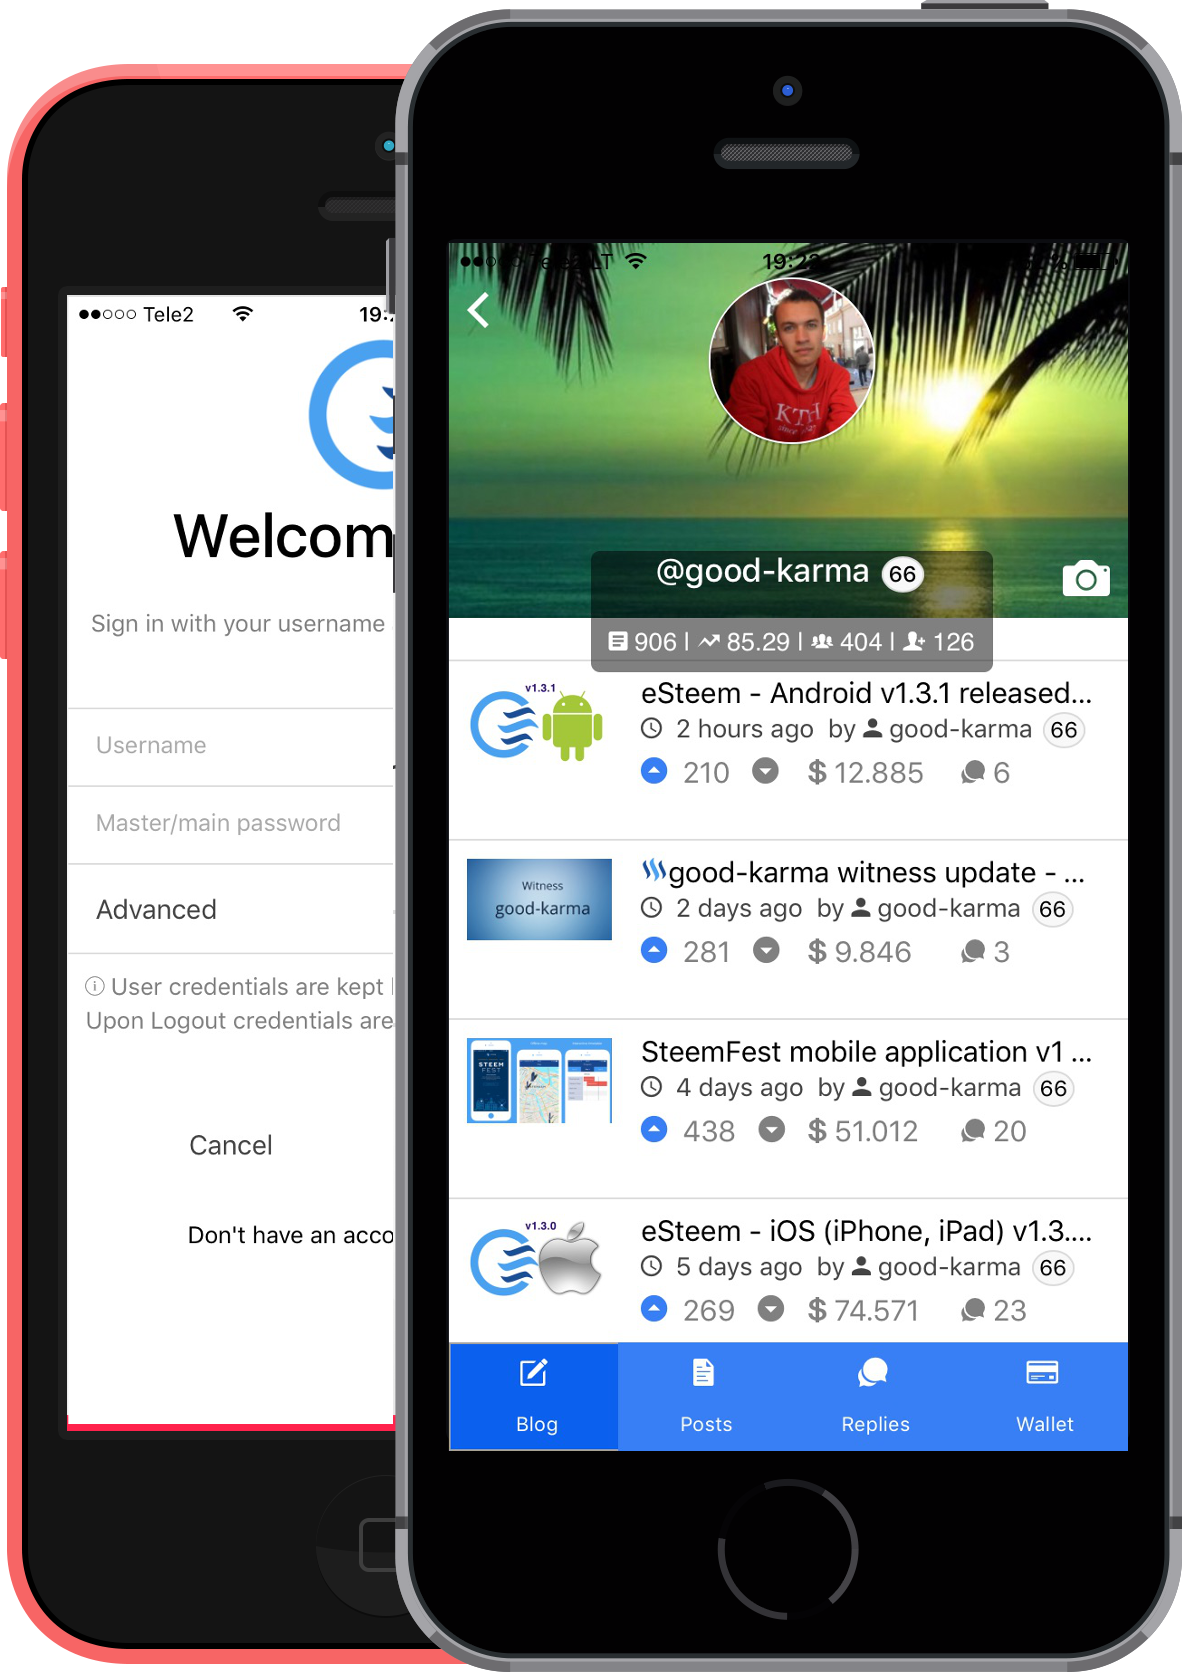 Tele2
19:
Welcom
Sign in with your username
Username
Master/main password
Advanced
User credentials are kept
Upon Logout credentials are
Cancel
Don't have an acco
19:22
KTH
@good-karma 66
906 | 85.29 | 404 | 126
v1.3.1
eSteem - Android v1.3.1 released...
2 hours ago by good-karma 66
210 $ 12.885 6
Witness
good-karma
good-karma witness update - ...
2 days ago by good-karma 66
281 $ 9.846 3
STEEM
FEST
SteemFest mobile application v1 ...
4 days ago by good-karma 66
438 $ 51.012 20
v1.3.0
eSteem - iOS (iPhone, iPad) v1.3....
5 days ago by good-karma 66
269 $ 74.571 23
Blog
Posts
Replies
Wallet